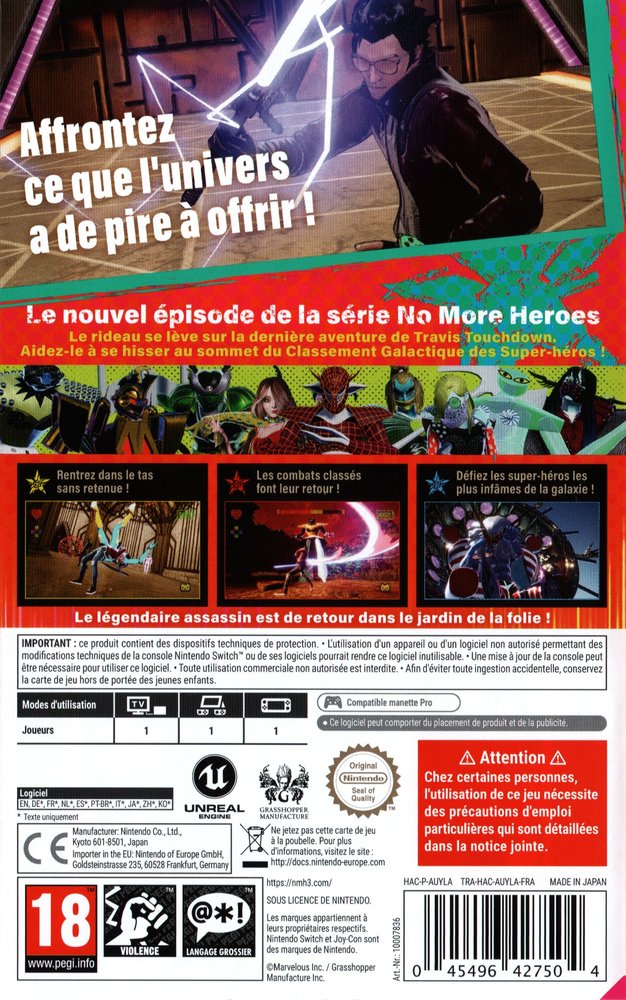 Affrontez
ce que l'univers
a de pire à offrir !
Le nouvel épisode de la série No More Heroes
Le rideau se lève sur la dernière aventure de Travis Touchdown.
Aidez-le à se hisser au sommet du Classement Galactique des Super-héros !
Rentrez dans le tas
sans retenue !
Les combats classés
font leur retour !
Défiez les super-héros les
plus infâmes de la galaxie !
Le légendaire assassin est de retour dans le jardin de la folie !
IMPORTANT : ce produit contient des dispositifs techniques de protection. • L'utilisation d'un appareil ou d'un logiciel non autorisé permettant des
modifications techniques de la console Nintendo Switch™ ou de ses logiciels pourrait rendre ce logiciel inutilisable. • Une mise à jour de la console peut
être nécessaire pour utiliser ce logiciel. • Toute utilisation commerciale non autorisée est interdite. • Afin d'éviter toute ingestion accidentelle, conservez
la carte de jeu hors de portée des jeunes enfants.
Modes d'utilisation
TV
Joueurs
1
1
1
Compatible manette Pro
• Ce logiciel peut comporter du placement de produit et de la publicité.
Logiciel
EN, DE*, FR*, NL*, ES*, PT-BR*, IT*, JA*, ZH*, KO*
* Texte uniquement
UNREAL
ENGINE
GRASSHOPPER
MANUFACTURE
Original
Nintendo
Seal of
Quality
Attention
Chez certaines personnes,
l'utilisation de ce jeu nécessite
des précautions d'emploi
particulières qui sont détaillées
dans la notice jointe.
CE
Manufacturer: Nintendo Co., Ltd.,
Kyoto 601-8501, Japan
Importer in the EU: Nintendo of Europe GmbH,
Goldsteinstrasse 235, 60528 Frankfurt, Germany
Ne jetez pas cette carte de jeu
à la poubelle. Pour plus
d'informations, visitez le site :
http://docs.nintendo-europe.com
18
www.pegi.info
VIOLENCE
@*!
LANGAGE GROSSIER
https://nmh3.com/
SOUS LICENCE DE NINTENDO.
Les marques appartiennent à
leurs propriétaires respectifs.
Nintendo Switch et Joy-Con sont
des marques de Nintendo.
©Marvelous Inc. / Grasshopper
Manufacture Inc.
Art.-Nr.: 10007836
HAC-P-AUYLA TRA-HAC-AUYLA-FRA MADE IN JAPAN
0 45496 42750 4